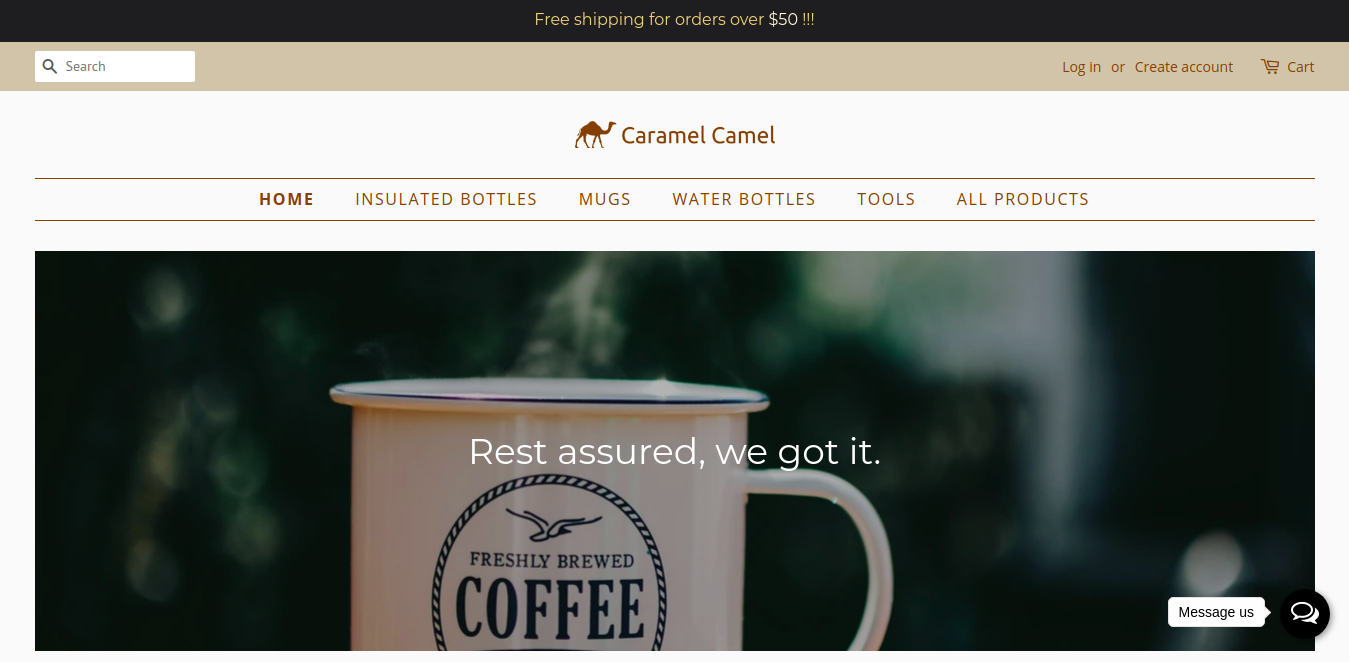 Free shipping for orders over $50 !!!
Search
Log in or Create account Cart
Caramel Camel
HOME INSULATED BOTTLES MUGS WATER BOTTLES TOOLS ALL PRODUCTS
Rest assured, we got it.
FRESHLY BREWED
COFFEE
Message us